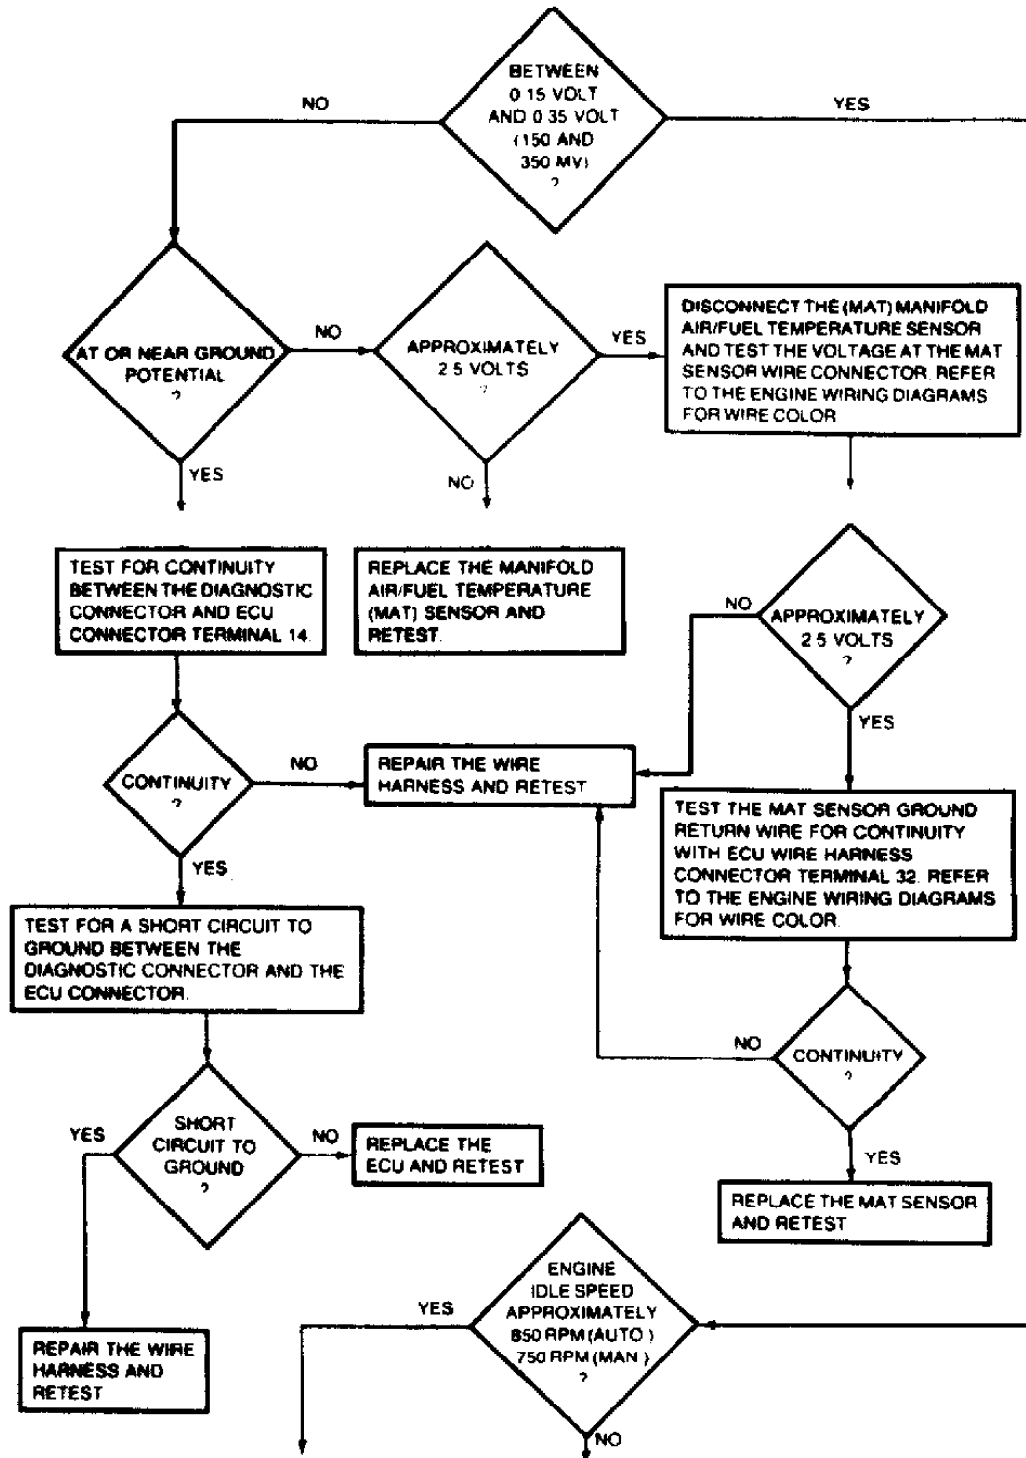 BETWEEN
0 15 VOLT
AND 0 35 VOLT
(150 AND
350 MV)
?
NO
YES
AT OR NEAR GROUND
POTENTIAL
?
NO
YES
APPROXIMATELY
2 5 VOLTS
?
YES
NO
DISCONNECT THE (MAT) MANIFOLD
AIR/FUEL TEMPERATURE SENSOR
AND TEST THE VOLTAGE AT THE MAT
SENSOR WIRE CONNECTOR. REFER
TO THE ENGINE WIRING DIAGRAMS
FOR WIRE COLOR
TEST FOR CONTINUITY
BETWEEN THE DIAGNOSTIC
CONNECTOR AND ECU
CONNECTOR TERMINAL 14.
REPLACE THE MANIFOLD
AIR/FUEL TEMPERATURE
(MAT) SENSOR AND
RETEST.
NO
APPROXIMATELY
2 5 VOLTS
?
YES
CONTINUITY
?
NO
YES
REPAIR THE WIRE
HARNESS AND RETEST
TEST THE MAT SENSOR GROUND
RETURN WIRE FOR CONTINUITY
WITH ECU WIRE HARNESS
CONNECTOR TERMINAL 32. REFER
TO THE ENGINE WIRING DIAGRAMS
FOR WIRE COLOR.
TEST FOR A SHORT CIRCUIT TO
GROUND BETWEEN THE
DIAGNOSTIC CONNECTOR AND THE
ECU CONNECTOR.
NO
CONTINUITY
?
YES
YES
SHORT
CIRCUIT TO
GROUND
?
NO
REPLACE THE
ECU AND RETEST
REPLACE THE MAT SENSOR
AND RETEST
REPAIR THE WIRE
HARNESS AND
RETEST
YES
ENGINE
IDLE SPEED
APPROXIMATELY
850 RPM (AUTO )
750 RPM (MAN )
?
NO